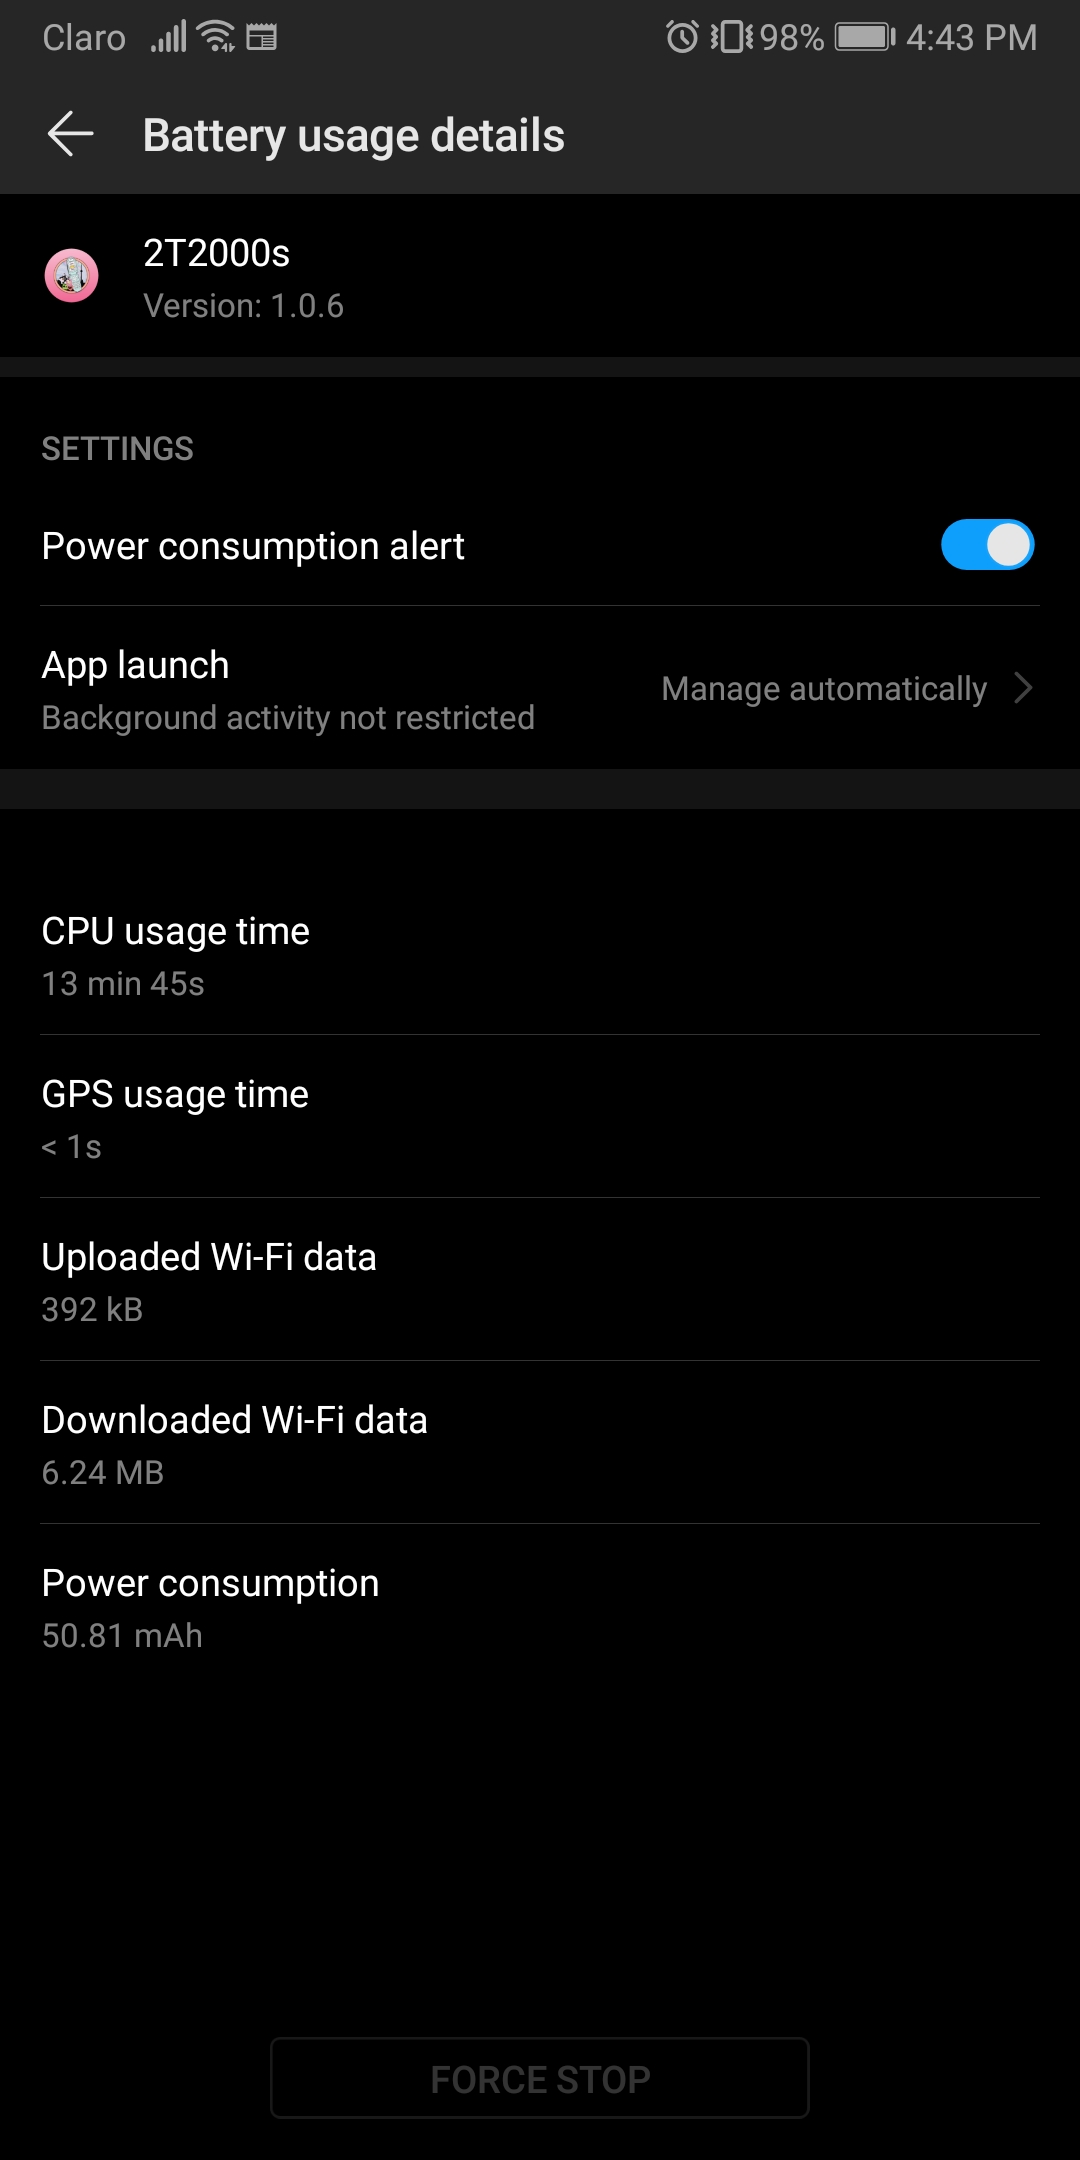 Claro 98% 4:43 PM
Battery usage details
2T2000s
Version: 1.0.6
SETTINGS
Power consumption alert
App launch
Background activity not restricted
Manage automatically
CPU usage time
13 min 45s
GPS usage time
< 1s
Uploaded Wi-Fi data
392 kB
Downloaded Wi-Fi data
6.24 MB
Power consumption
50.81 mAh
FORCE STOP